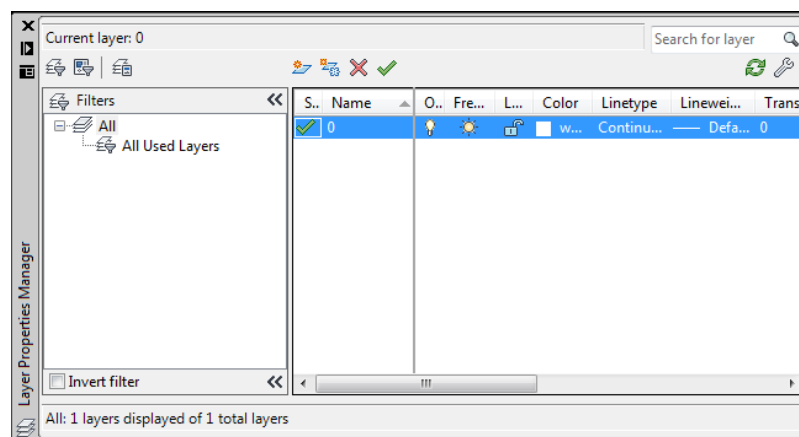 Current layer: 0
Search for layer
Filters
S.. Name O.. Fre... L... Color Linetype Linewei... Trans
All
0 w... Continu... Defa... 0
All Used Layers
Layer Properties Manager
Invert filter
All: 1 layers displayed of 1 total layers